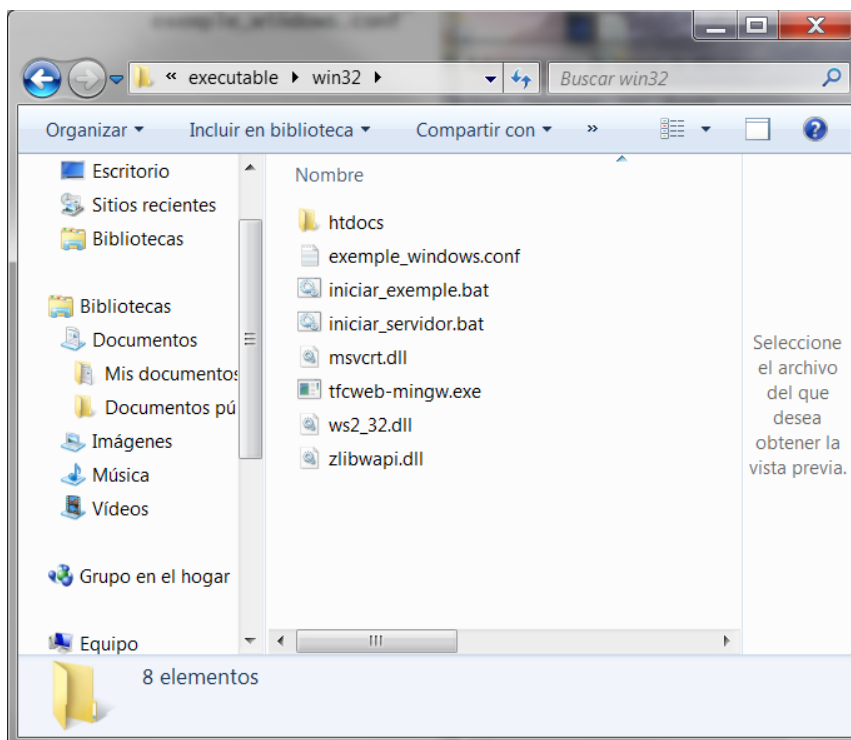 exemple_windows.conf
« executable ▸ win32 ▸
Buscar win32
Organizar
Incluir en biblioteca
Compartir con
»
Escritorio
Sitios recientes
Bibliotecas
Bibliotecas
Documentos
Mis documentos
Documentos pú
Imágenes
Música
Vídeos
Grupo en el hogar
Equipo
Nombre
htdocs
exemple_windows.conf
iniciar_exemple.bat
iniciar_servidor.bat
msvcrt.dll
tfcweb-mingw.exe
ws2_32.dll
zlibwapi.dll
Seleccione
el archivo
del que
desea
obtener la
vista previa.
8 elementos